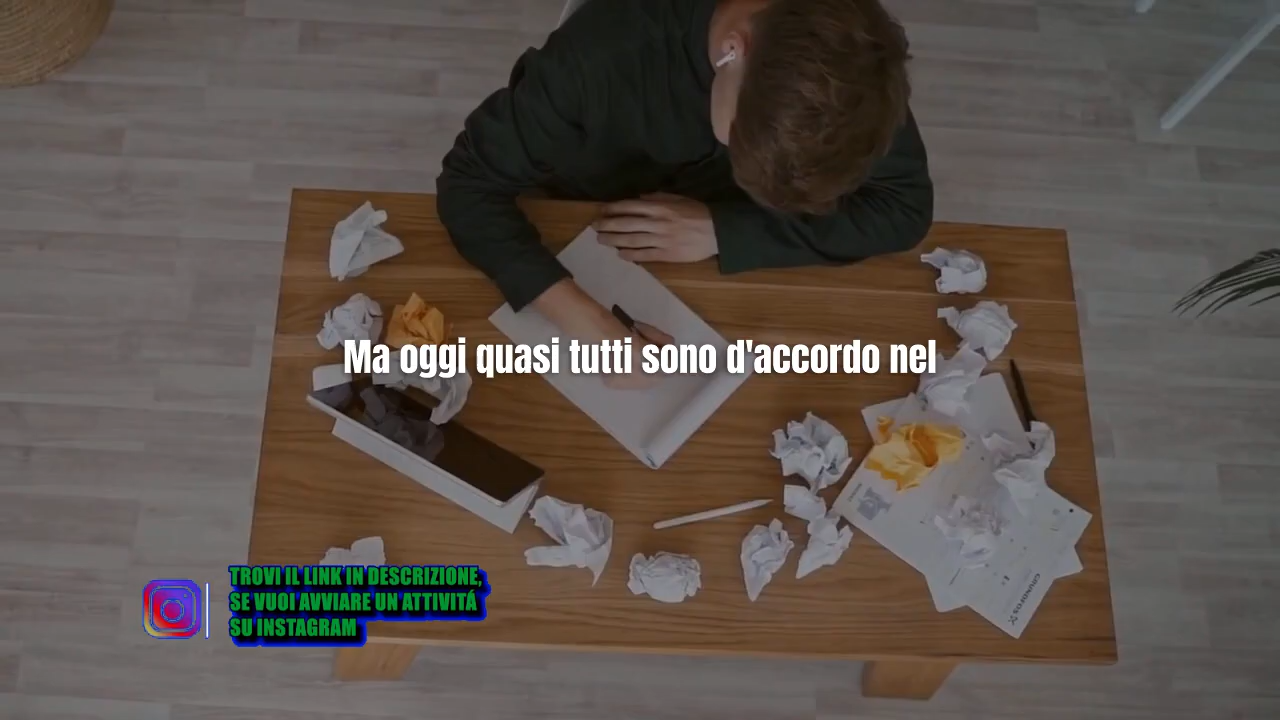 Ma oggi quasi tutti sono d'accordo nel
GRUNDFOS
TROVI IL LINK IN DESCRIZIONE,
SE VUOI AVVIARE UN ATTIVITÁ
SU INSTAGRAM